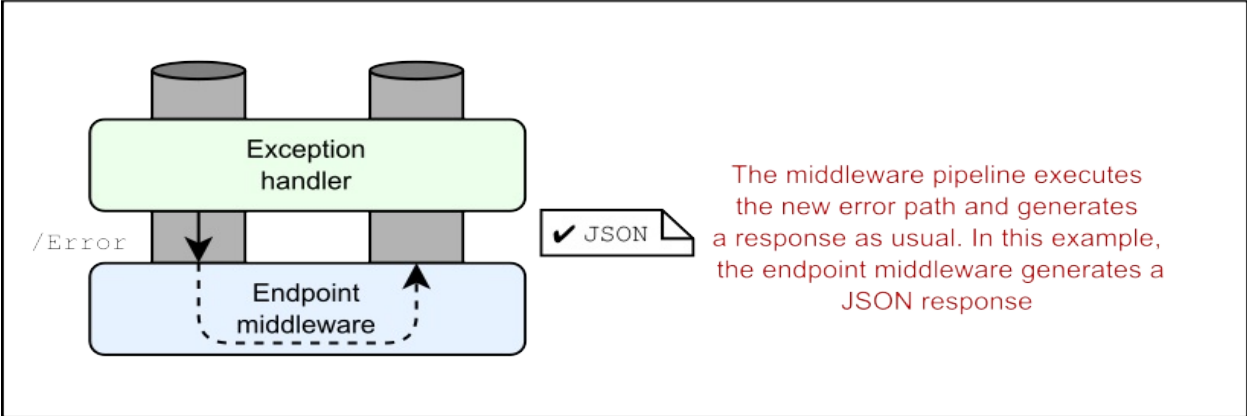 Exception
handler
/Error
Endpoint
middleware
✔ JSON
The middleware pipeline executes
the new error path and generates
a response as usual. In this example,
the endpoint middleware generates a
JSON response